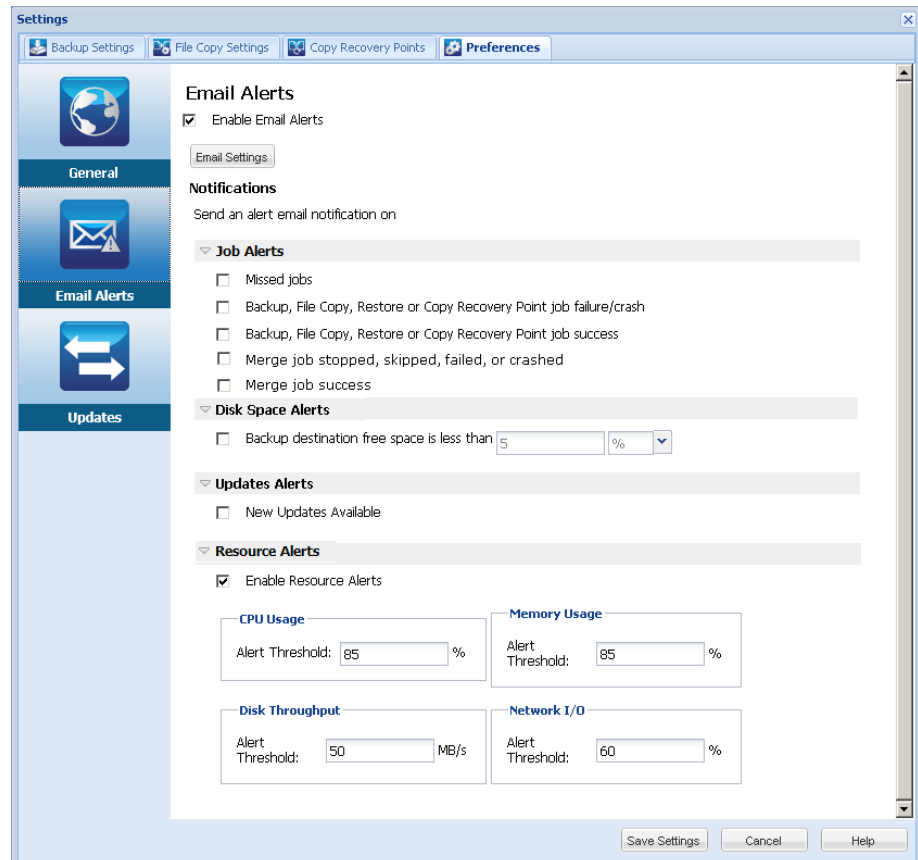 Settings
Backup Settings File Copy Settings Copy Recovery Points Preferences
General
Email Alerts
Updates
Email Alerts
Enable Email Alerts
Email Settings
Notifications
Send an alert email notification on
Job Alerts
Missed jobs
Backup, File Copy, Restore or Copy Recovery Point job failure/crash
Backup, File Copy, Restore or Copy Recovery Point job success
Merge job stopped, skipped, failed, or crashed
Merge job success
Disk Space Alerts
Backup destination free space is less than 5 %
Updates Alerts
New Updates Available
Resource Alerts
Enable Resource Alerts
CPU Usage
Alert Threshold: 85 %
Memory Usage
Alert
Threshold: 85 %
Disk Throughput
Alert
Threshold: 50 MB/s
Network I/O
Alert
Threshold: 60 %
Save Settings Cancel Help